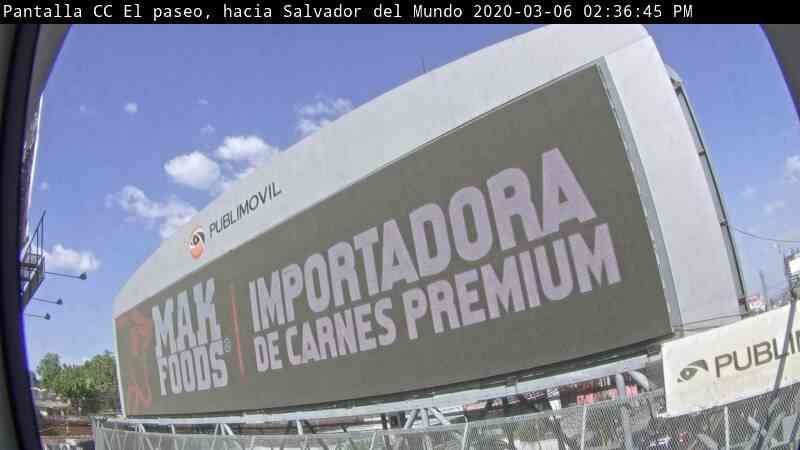 Pantalla CC El paseo, hacia Salvador del Mundo 2020-03-06 02:36:45 PM
PUBLIMOVIL
MAK
FOODS®
IMPORTADORA
DE CARNES PREMIUM
PUBLI